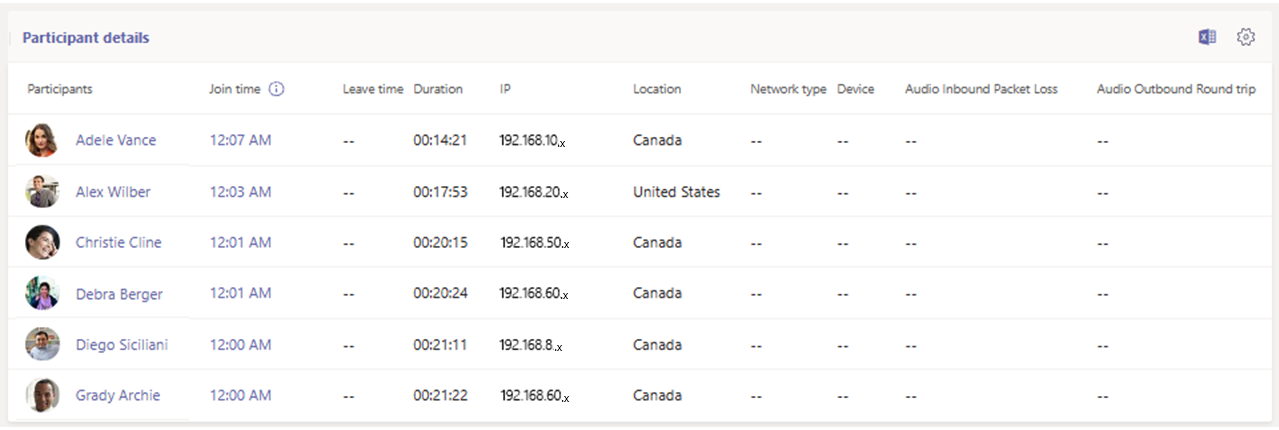 Participant details
Participants Join time Leave time Duration IP Location Network type Device Audio Inbound Packet Loss Audio Outbound Round trip
Adele Vance 12:07 AM -- 00:14:21 192.168.10.x Canada -- -- -- --
Alex Wilber 12:03 AM -- 00:17:53 192.168.20.x United States -- -- -- --
Christie Cline 12:01 AM -- 00:20:15 192.168.50.x Canada -- -- -- --
Debra Berger 12:01 AM -- 00:20:24 192.168.60.x Canada -- -- -- --
Diego Siciliani 12:00 AM -- 00:21:11 192.168.8..x Canada -- -- -- --
Grady Archie 12:00 AM -- 00:21:22 192.168.60.x Canada -- -- -- --